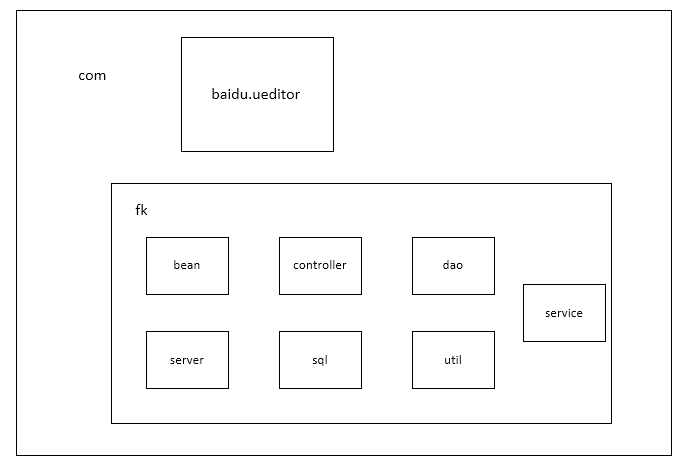 com
baidu.ueditor
fk
bean
controller
dao
service
server
sql
util